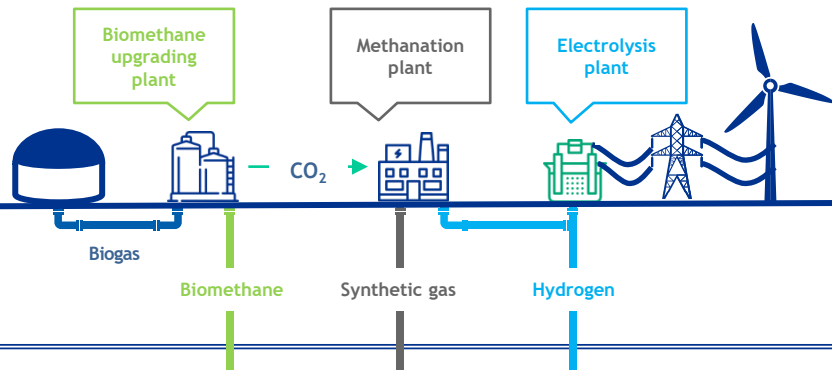 Biomethane
upgrading
plant
Methanation
plant
Electrolysis
plant
CO₂
Biogas
Biomethane
Synthetic gas
Hydrogen